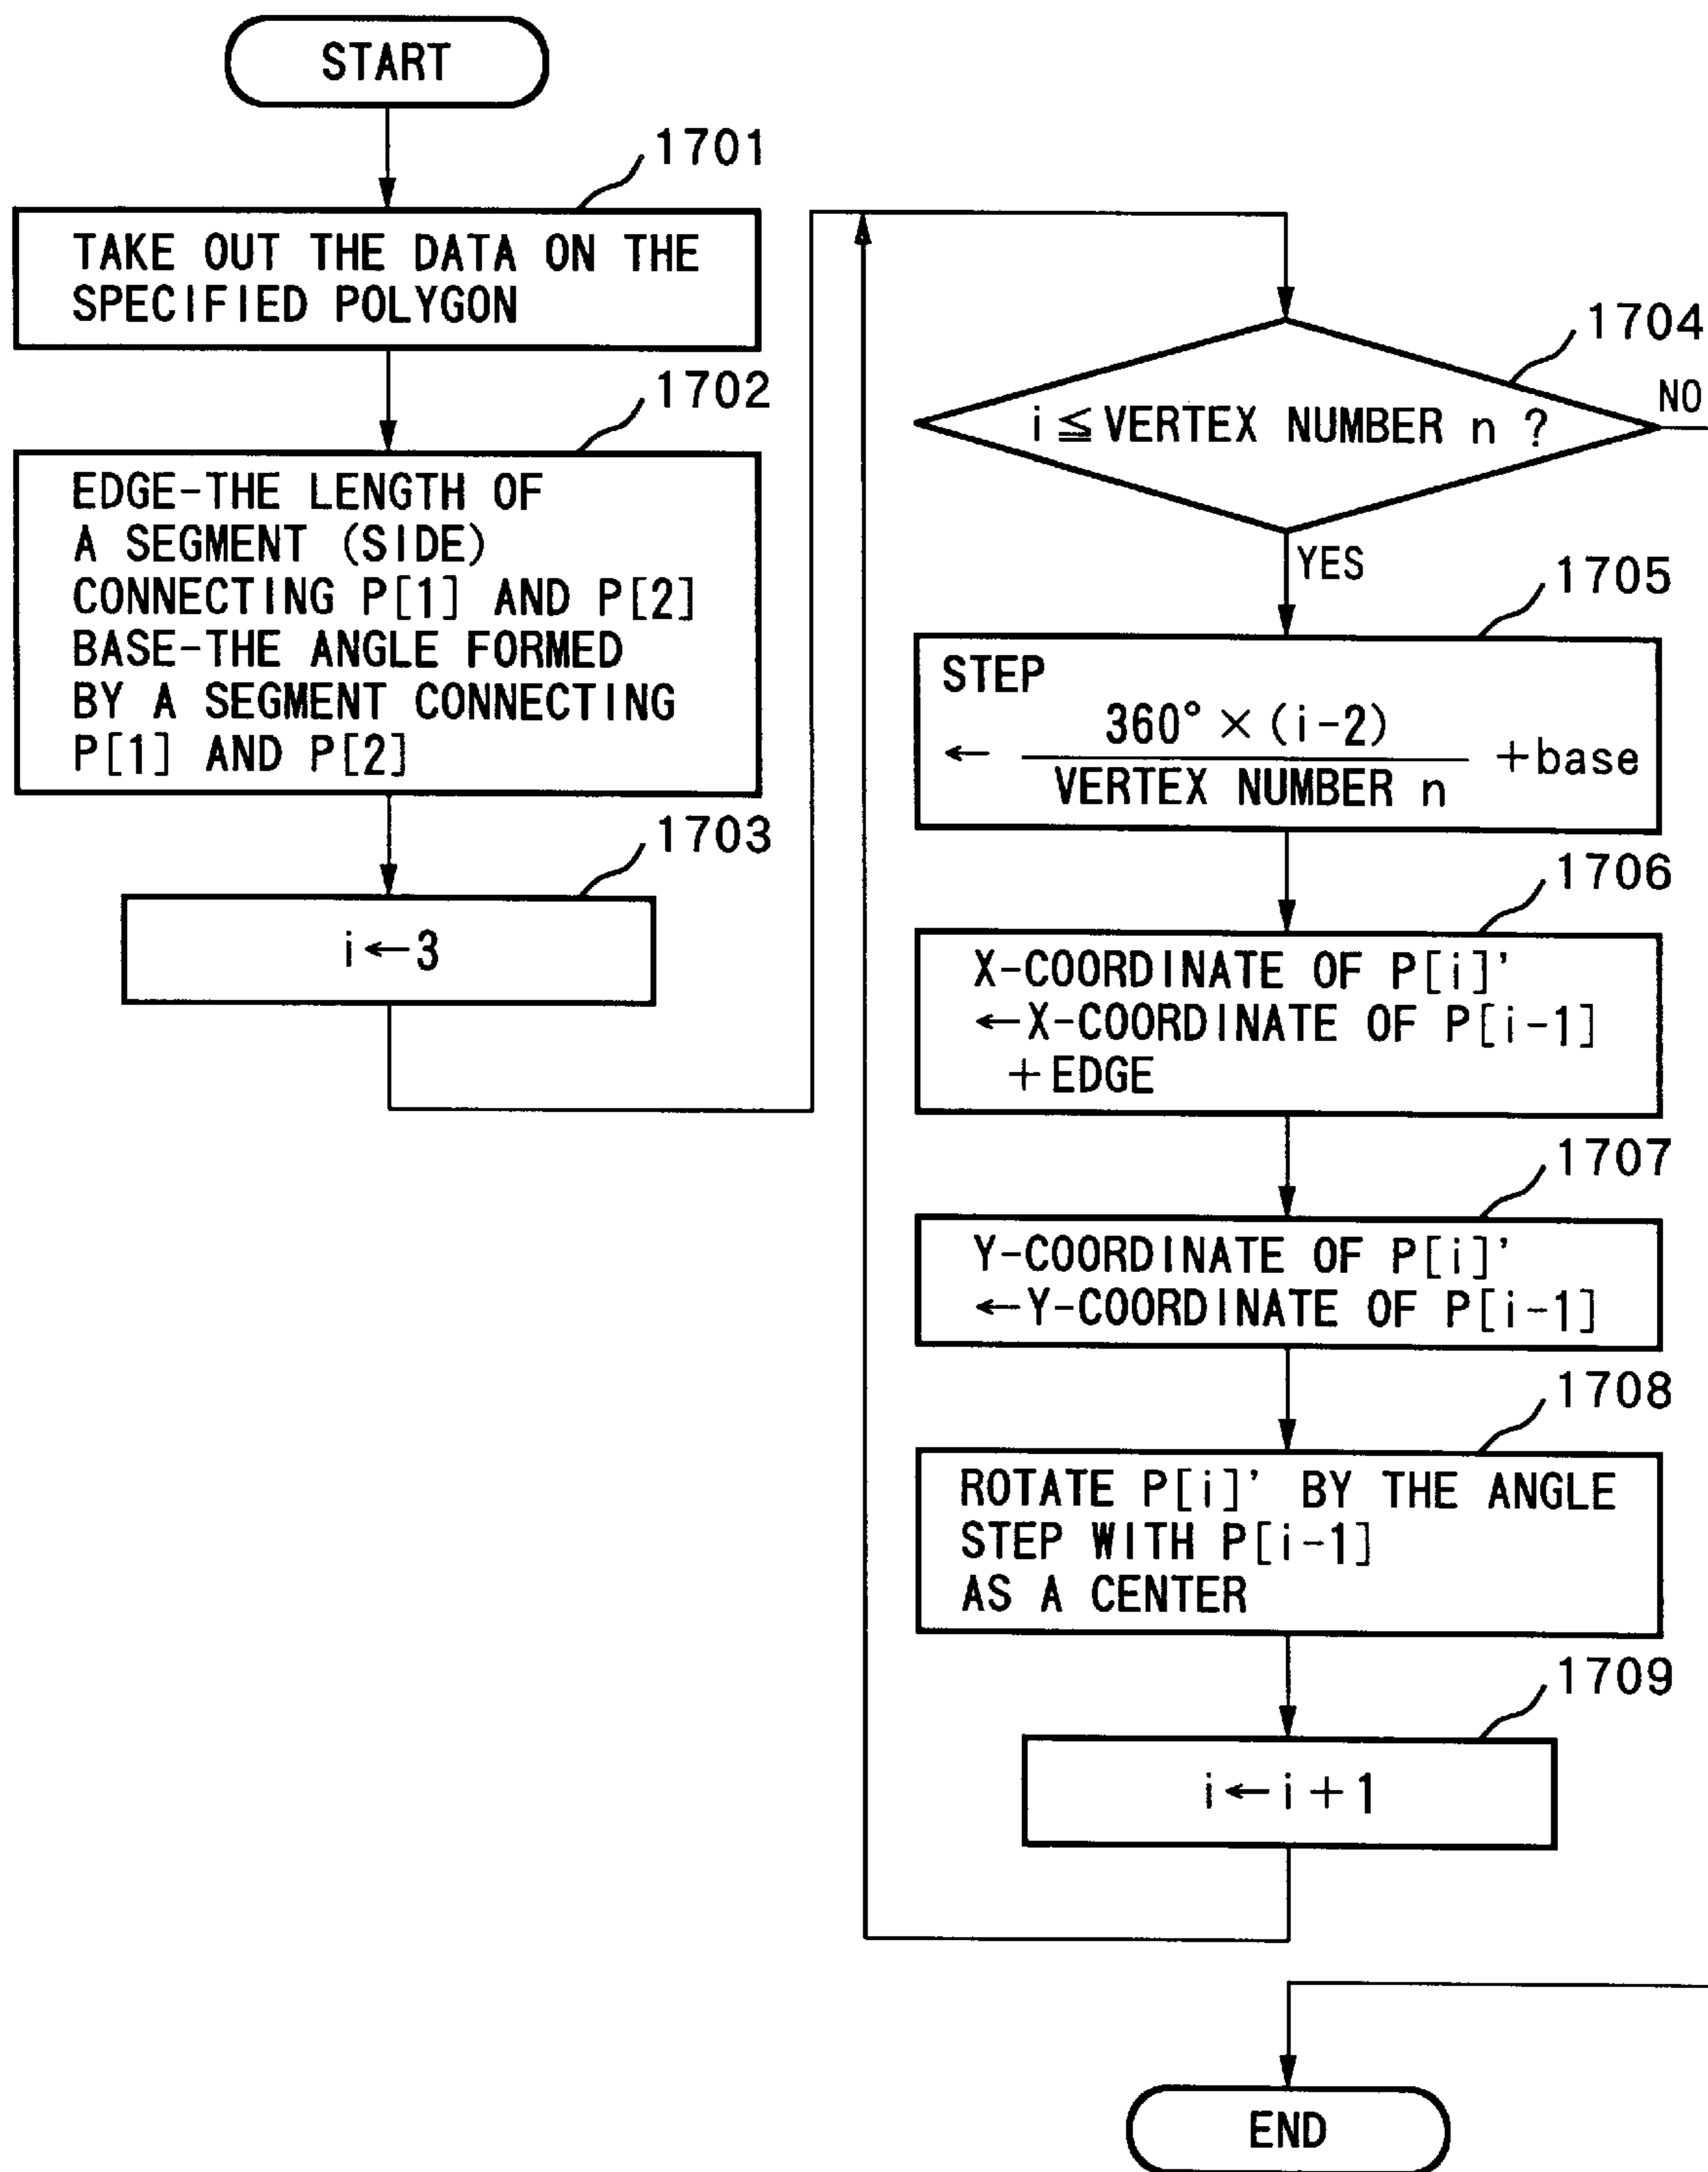 START
1701
TAKE OUT THE DATA ON THE
SPECIFIED POLYGON
1702
EDGE-THE LENGTH OF
A SEGMENT (SIDE)
CONNECTING P[1] AND P[2]
BASE-THE ANGLE FORMED
BY A SEGMENT CONNECTING
P[1] AND P[2]
1703
i←3
1704
i≦VERTEX NUMBER n ?
NO
YES
1705
STEP
← 360°×(i-2)
VERTEX NUMBER n +base
1706
X-COORDINATE OF P[i]'
←X-COORDINATE OF P[i-1]
+EDGE
1707
Y-COORDINATE OF P[i]'
←Y-COORDINATE OF P[i-1]
1708
ROTATE P[i]' BY THE ANGLE
STEP WITH P[i-1]
AS A CENTER
1709
i←i+1
END